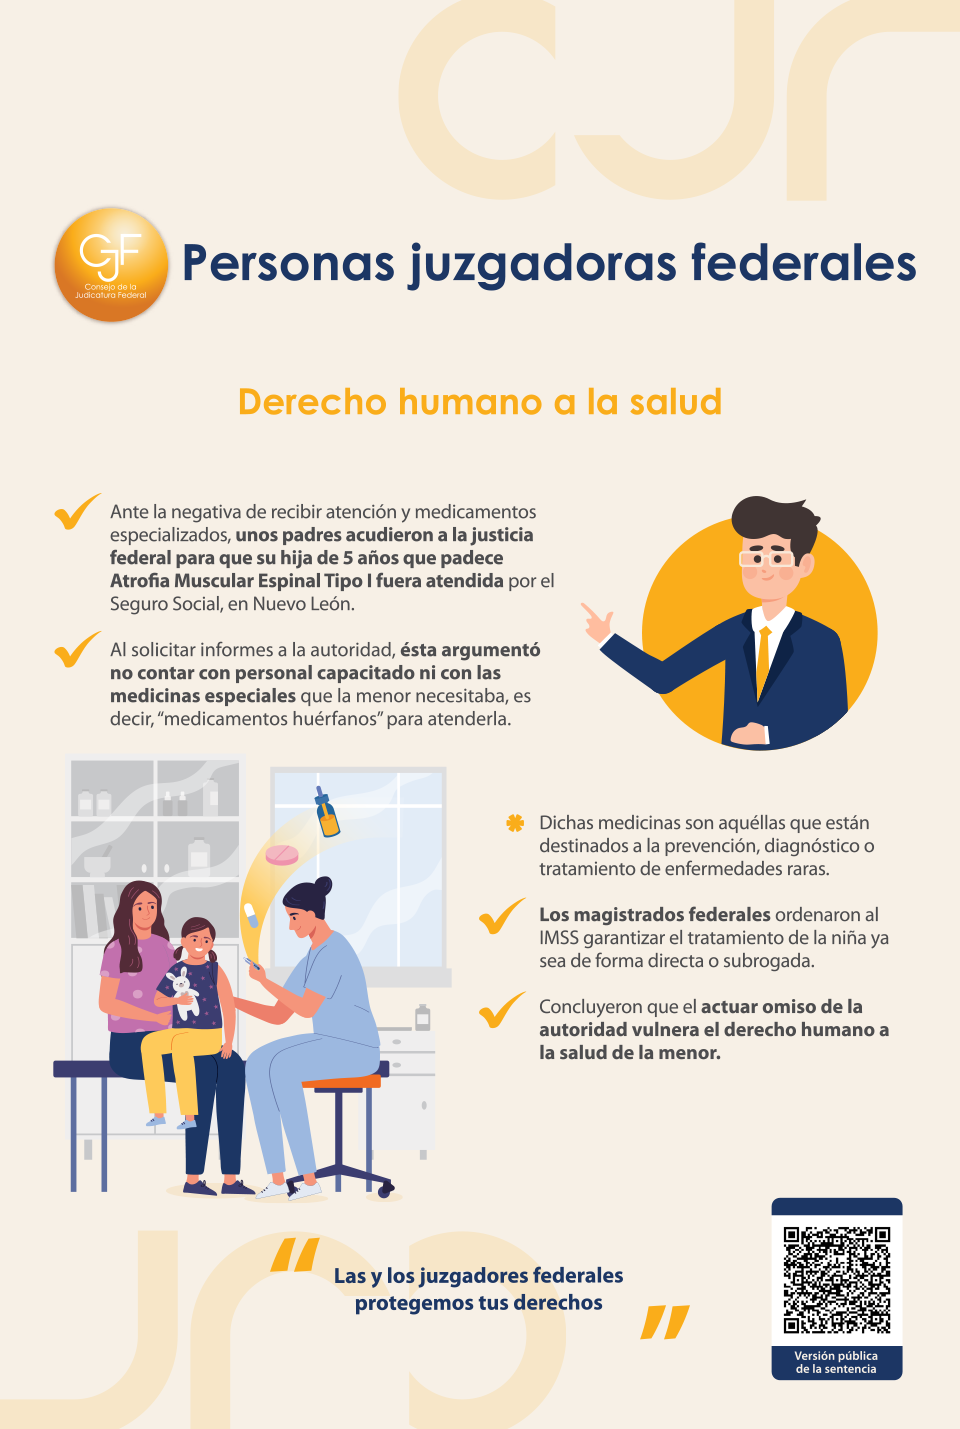 CJF
Consejo de la
Judicatura Federal
Personas juzgadoras federales
Derecho humano a la salud
Ante la negativa de recibir atención y medicamentos
especializados, unos padres acudieron a la justicia
federal para que su hija de 5 años que padece
Atrofia Muscular Espinal Tipo I fuera atendida por el
Seguro Social, en Nuevo León.
Al solicitar informes a la autoridad, ésta argumentó
no contar con personal capacitado ni con las
medicinas especiales que la menor necesitaba, es
decir, “medicamentos huérfanos” para atenderla.
* Dichas medicinas son aquéllas que están
destinados a la prevención, diagnóstico o
tratamiento de enfermedades raras.
Los magistrados federales ordenaron al
IMSS garantizar el tratamiento de la niña ya
sea de forma directa o subrogada.
Concluyeron que el actuar omiso de la
autoridad vulnera el derecho humano a
la salud de la menor.
“Las y los juzgadores federales
protegemos tus derechos”
Versión pública
de la sentencia